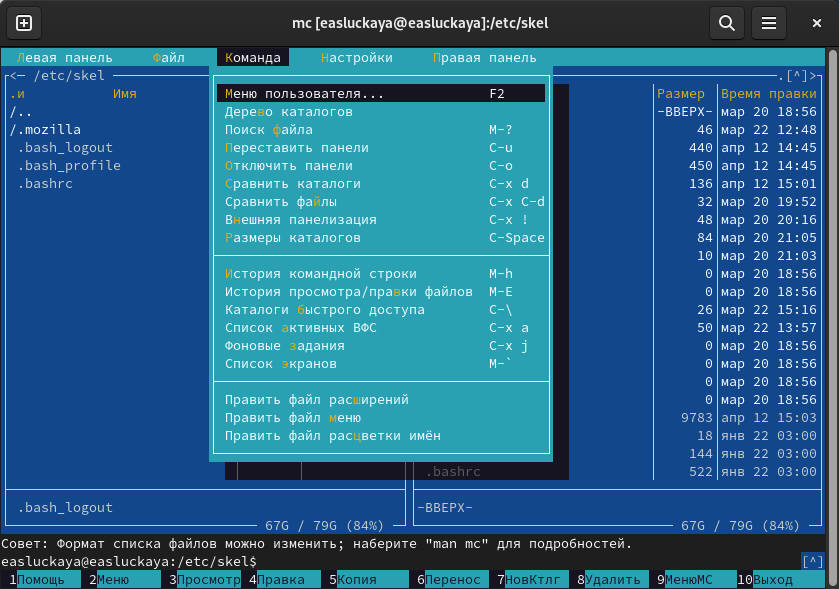 mc [easluckaya@easluckaya]:/etc/skel
Левая панель Файл Команда Настройки Правая панель
<─ /etc/skel .[^]>
.и Имя Размер Время правки
Меню пользователя... F2
/.. Дерево каталогов -ВВЕРХ- мар 20 18:56
/.mozilla Поиск файла M-? 46 мар 22 12:48
.bash_logout Переставить панели C-u 440 апр 12 14:45
.bash_profile Отключить панели C-o 450 апр 12 14:45
.bashrc Сравнить каталоги C-x d 136 апр 12 15:01
Сравнить файлы C-x C-d 32 мар 20 19:52
Внешняя панелизация C-x ! 48 мар 20 20:16
Размеры каталогов C-Space 84 мар 20 21:05
10 мар 20 21:03
История командной строки M-h 0 мар 20 18:56
История просмотра/правки файлов M-E 0 мар 20 18:56
Каталоги быстрого доступа C-\ 26 мар 22 15:16
Список активных ВФС C-x a 50 мар 22 13:57
Фоновые задания C-x j 0 мар 20 18:56
Список экранов M-` 0 мар 20 18:56
0 мар 20 18:56
Править файл расширений 0 мар 20 18:56
Править файл меню 9783 апр 12 15:03
Править файл расцветки имён 18 янв 22 03:00
144 янв 22 03:00
.bashrc 522 янв 22 03:00
.bash_logout -ВВЕРХ-
67G / 79G (84%) 67G / 79G (84%)
Совет: Формат списка файлов можно изменить; наберите "man mc" для подробностей.
easluckaya@easluckaya:/etc/skel$ [^]
1Помощь 2Меню 3Просмотр 4Правка 5Копия 6Перенос 7НовКтлг 8Удалить 9МенюMC 10Выход